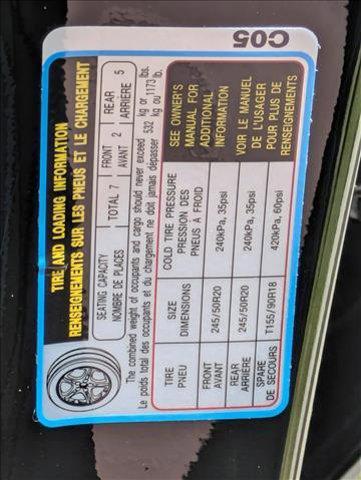 TIRE AND LOADING INFORMATION
RENSEIGNEMENTS SUR LES PNEUS ET LE CHARGEMENT
SEATING CAPACITY
NOMBRE DE PLACES
TOTAL 7
FRONT
AVANT 2
REAR
ARRIÈRE 5
The combined weight of occupants and cargo should never exceed 532 kg or 1173 lbs.
Le poids total des occupants et du chargement ne doit jamais dépasser 532 kg ou 1173 lb.
TIRE
PNEU
SIZE
DIMENSIONS
COLD TIRE PRESSURE
PRESSION DES
PNEUS A FROID
FRONT
AVANT
245/50R20
240kPa, 35psi
REAR
ARRIÈRE
245/50R20
240kPa, 35psi
SPARE
DE SECOURS
T155/90R18
420kPa, 60psi
SEE OWNER'S
MANUAL FOR
ADDITIONAL
INFORMATION
VOIR LE MANUEL
DE L'USAGER
POUR PLUS DE
RENSEIGNEMENTS
C05